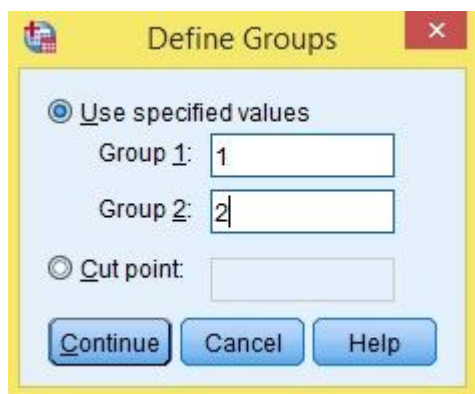 Define Groups
Use specified values
Group 1: 1
Group 2: 2
Cut point:
Continue Cancel Help